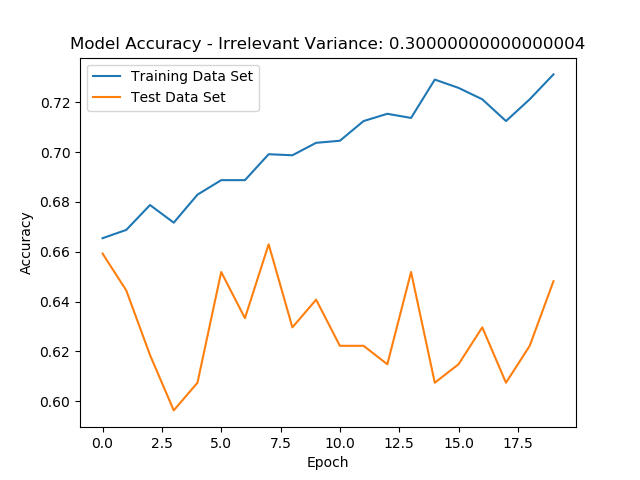 Model Accuracy - Irrelevant Variance: 0.30000000000000004
Training Data Set
Test Data Set
Accuracy
0.72
0.70
0.68
0.66
0.64
0.62
0.60
0.0 2.5 5.0 7.5 10.0 12.5 15.0 17.5
Epoch